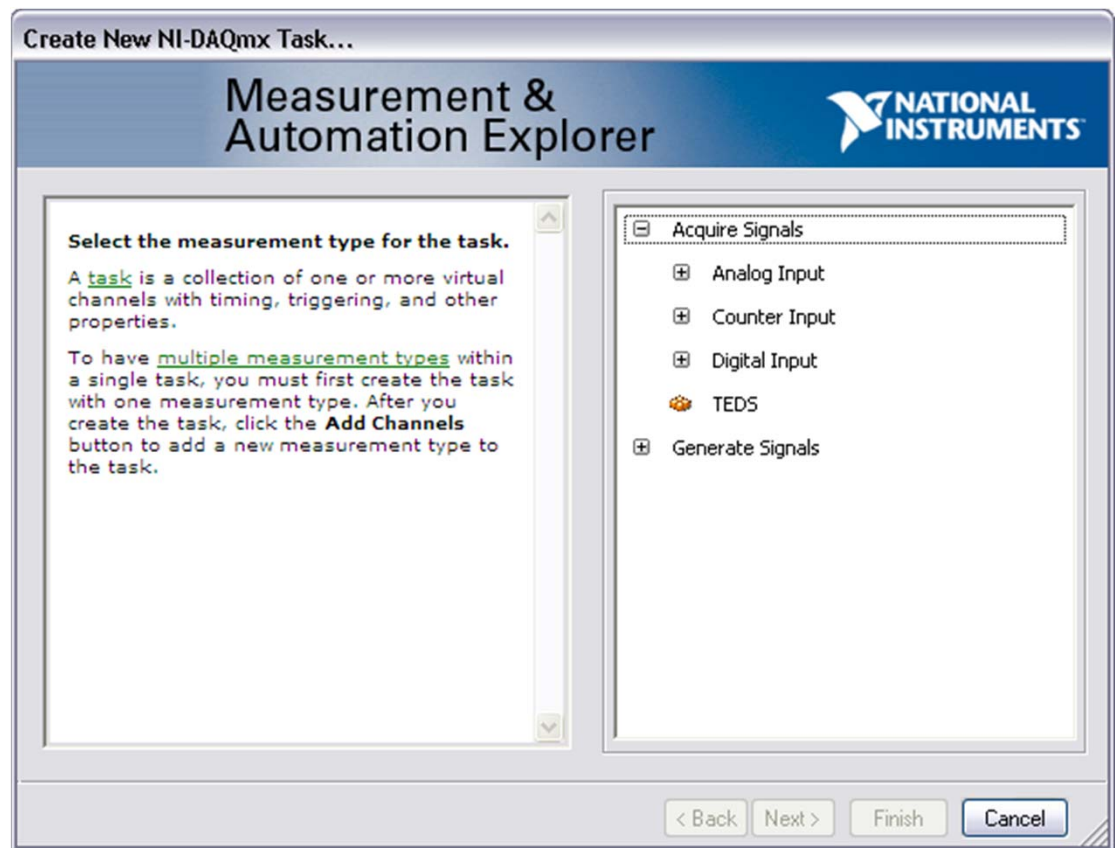 Create New NI-DAQmx Task...
Measurement &
Automation Explorer
NATIONAL
INSTRUMENTS™
Select the measurement type for the task.
A task is a collection of one or more virtual
channels with timing, triggering, and other
properties.
To have multiple measurement types within
a single task, you must first create the task
with one measurement type. After you
create the task, click the Add Channels
button to add a new measurement type to
the task.
Acquire Signals
Analog Input
Counter Input
Digital Input
TEDS
Generate Signals
< Back
Next >
Finish
Cancel